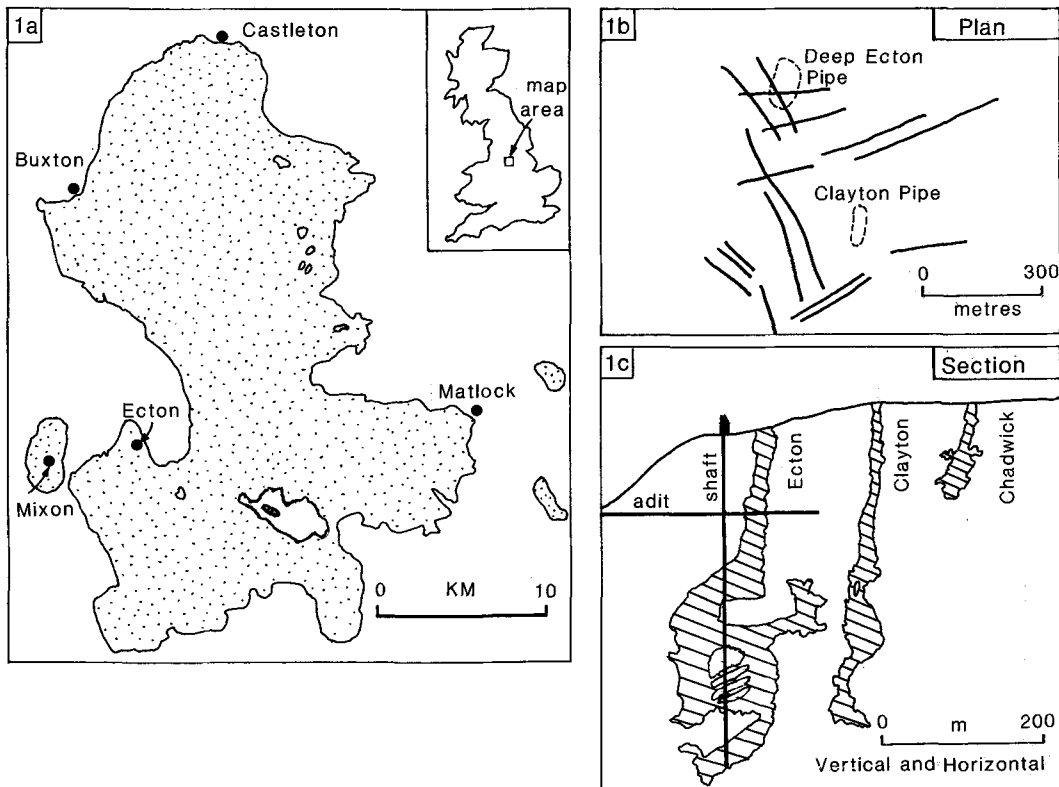 1a
Castleton
map
area
Buxton
Ecton
Matlock
Mixon
0 KM 10
1b
Plan
Deep Ecton
Pipe
Clayton Pipe
0 300
metres
1c
Section
shaft
Ecton
Clayton
Chadwick
adit
0 m 200
Vertical and Horizontal